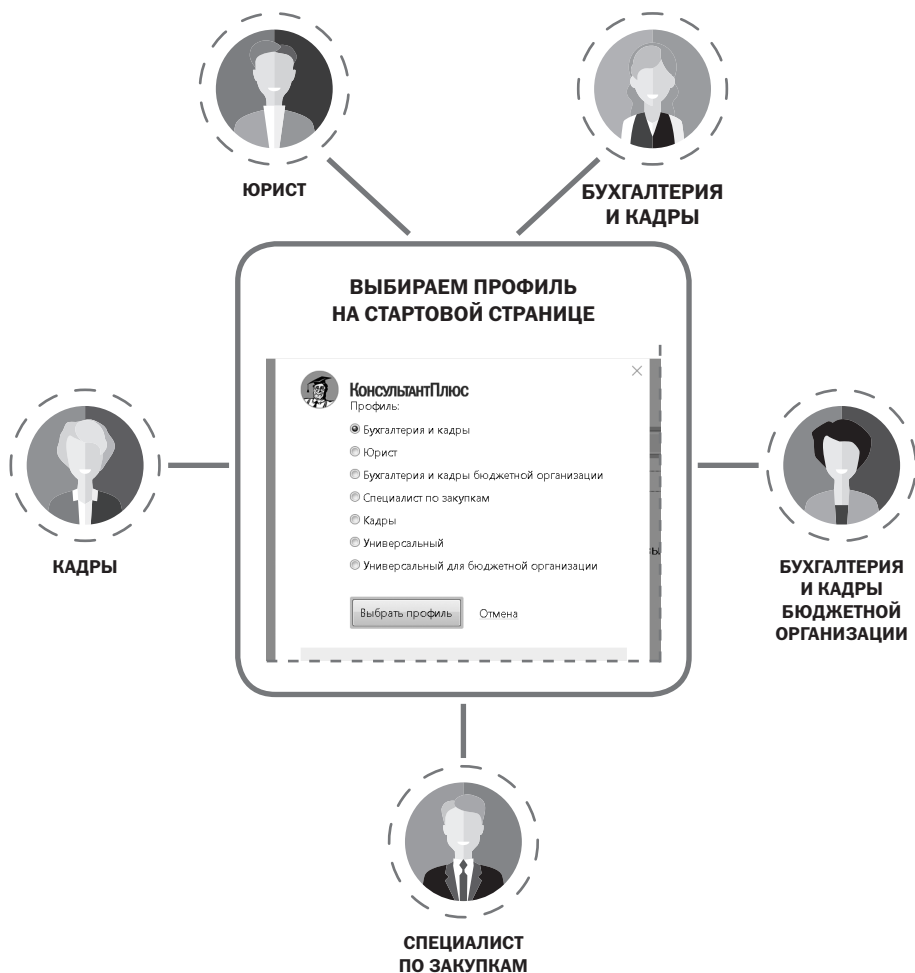 ЮРИСТ
БУХГАЛТЕРИЯ
И КАДРЫ
ВЫБИРАЕМ ПРОФИЛЬ
НА СТАРТОВОЙ СТРАНИЦЕ
КОНСУЛЬТАНТПЛЮС
Профиль:
Бухгалтерия и кадры
Юрист
Бухгалтерия и кадры бюджетной организации
Специалист по закупкам
Кадры
Универсальный
Универсальный для бюджетной организации
Выбрать профиль Отмена
КАДРЫ
БУХГАЛТЕРИЯ
И КАДРЫ
БЮДЖЕТНОЙ
ОРГАНИЗАЦИИ
СПЕЦИАЛИСТ
ПО ЗАКУПКАМ